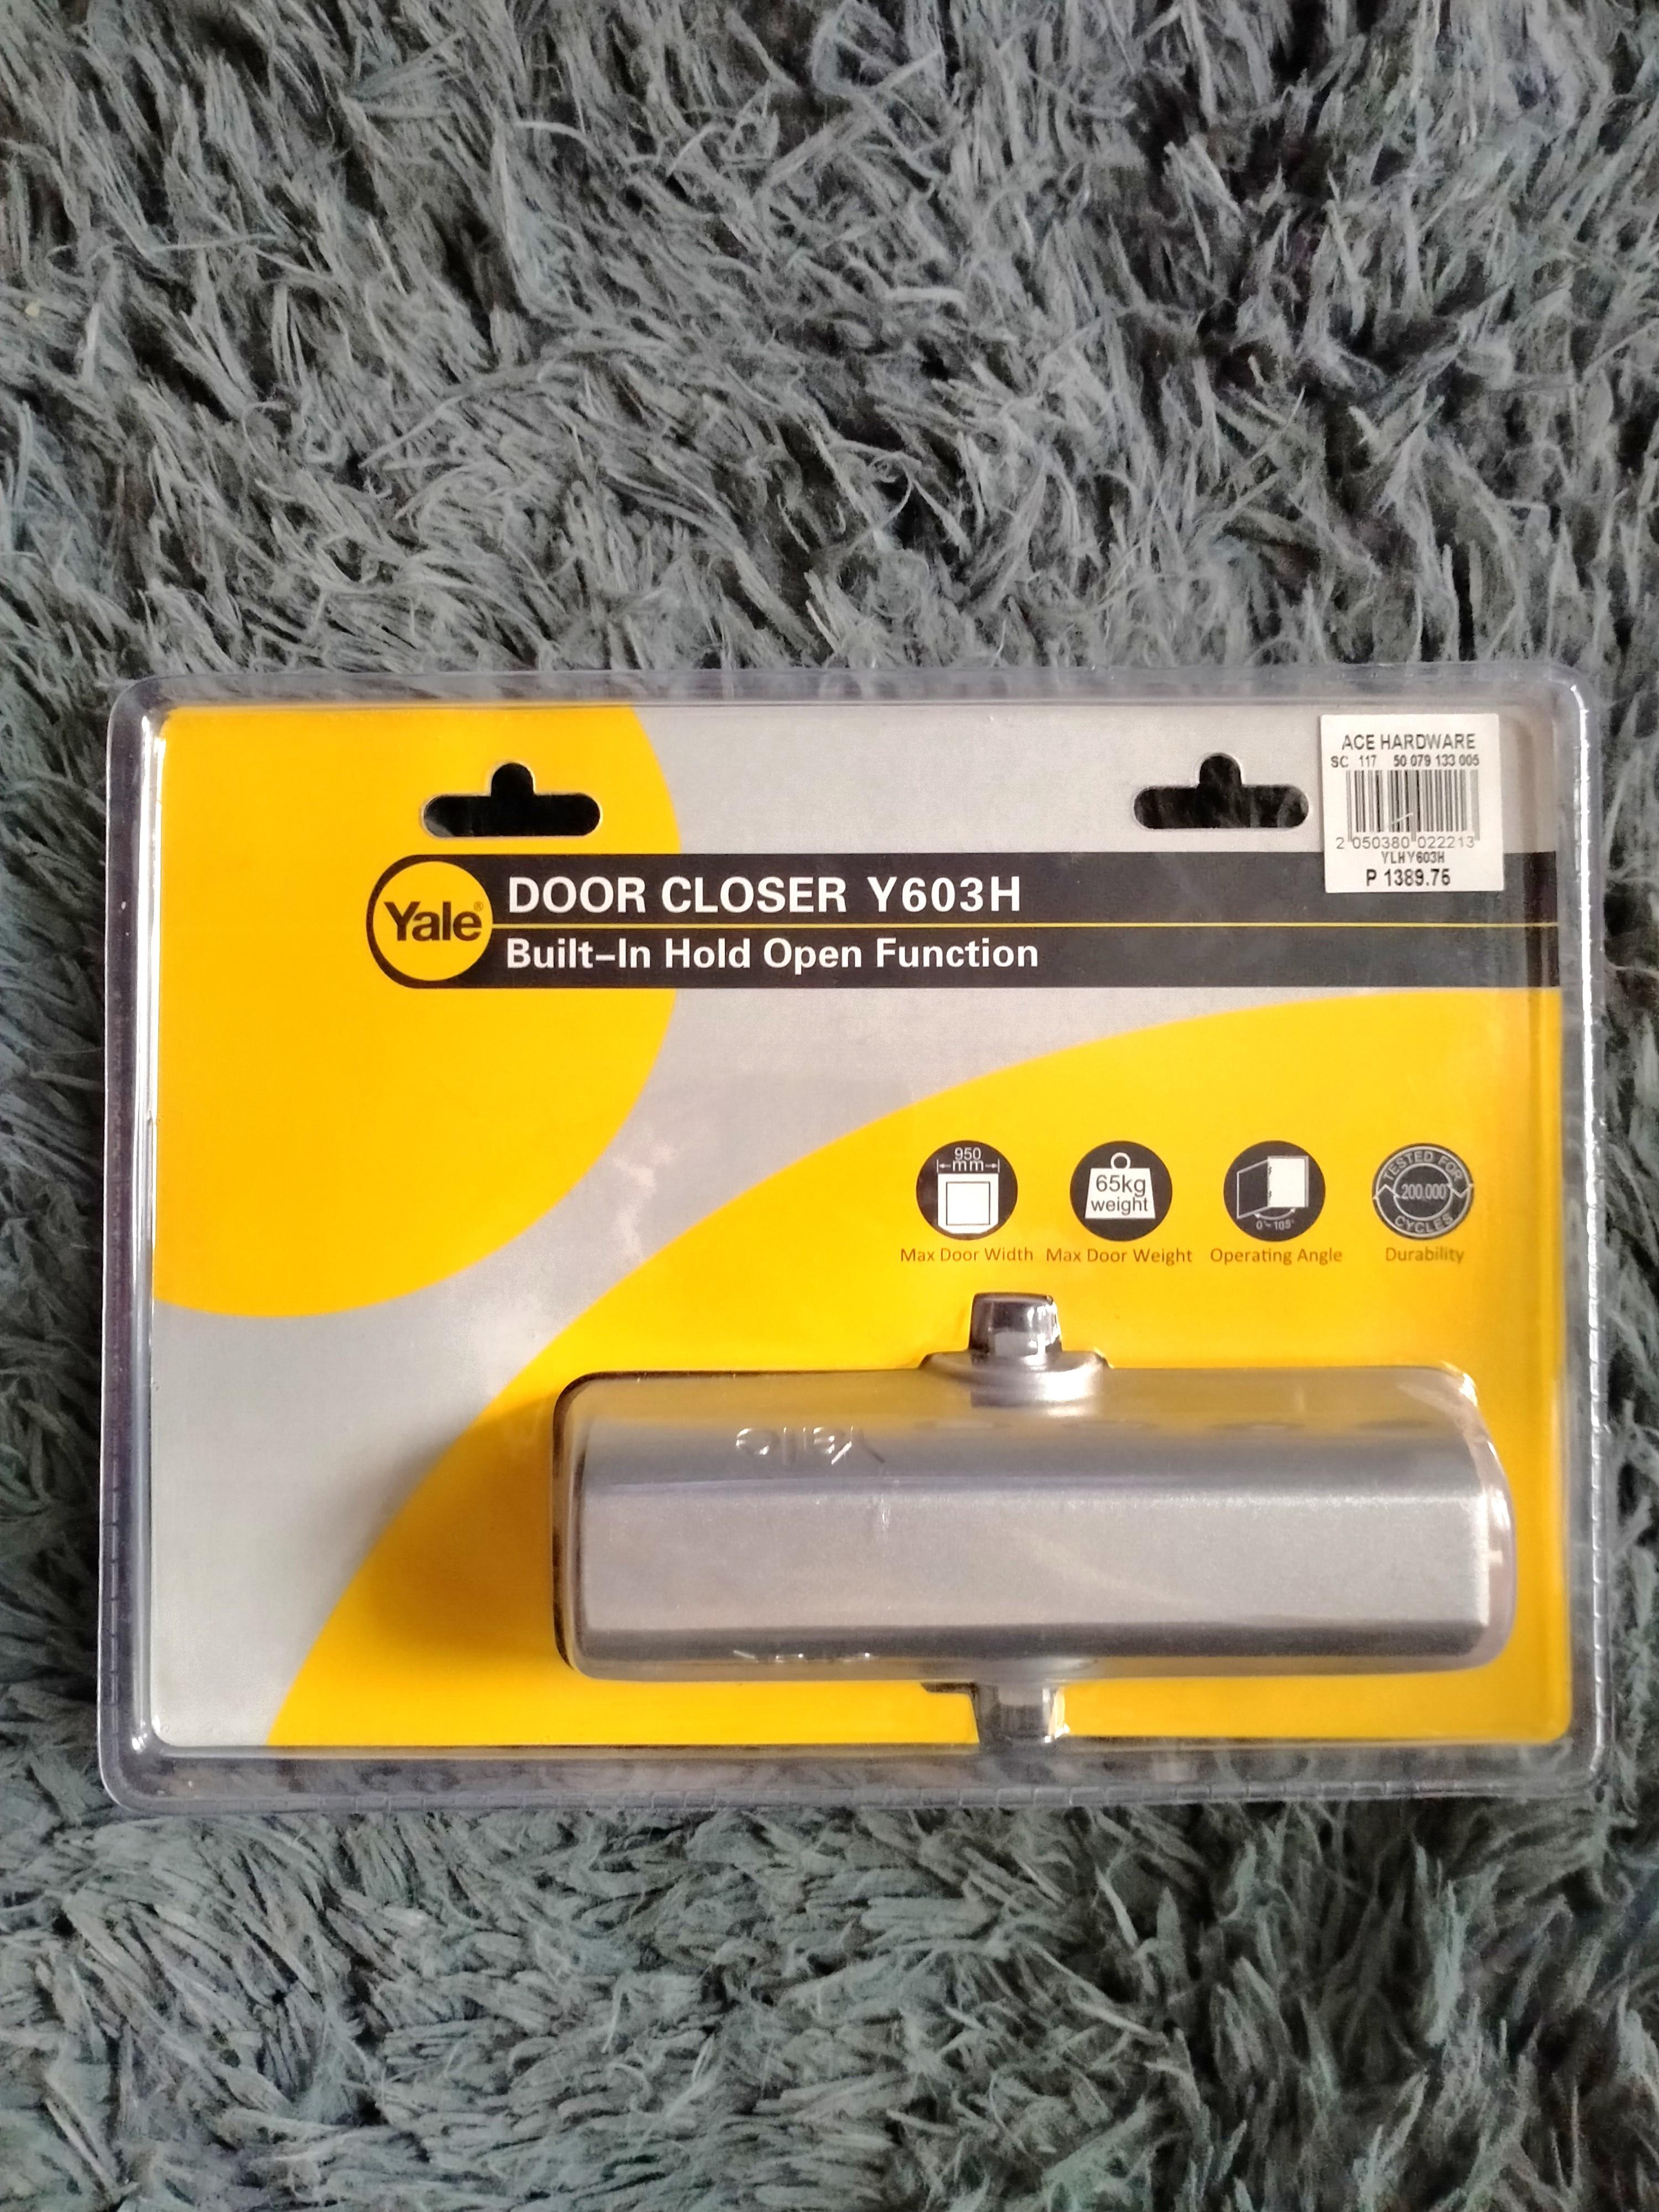 ACE HARDWARE
SC 117 50 079 133 005
2 050380 022213
YLHY603H
P 1389.75
Yale®
DOOR CLOSER Y603H
Built-In Hold Open Function
950
mm
65kg
weight
0°~105°
TESTED FOR
200,000
CYCLES
Max Door Width
Max Door Weight
Operating Angle
Durability
Yale